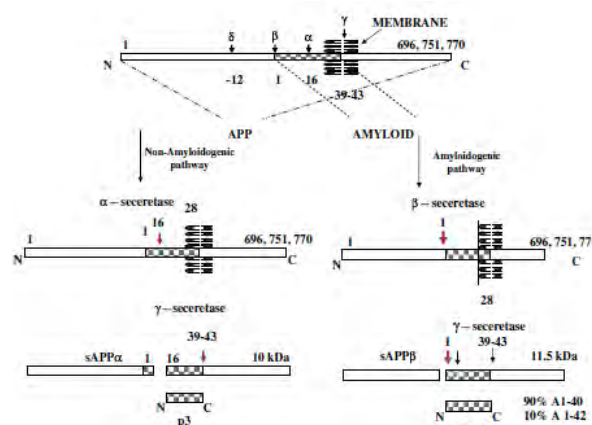 γ
MEMBRANE
1 δ β α 696, 751, 770
N C
-12 1 16 39-43
APP AMYLOID
Non-Amyloidogenic
pathway
Amyloidogenic
pathway
α – seceretase
28
16
1
1 696, 751, 770
N C
β – seceretase
1
1 696, 751, 77
N C
28
γ – seceretase
39-43
sAPPα 1 16 10 kDa
N C
p3
γ – seceretase
1 39-43
sAPPβ 11.5 kDa
N C
90% A1-40
10% A 1-42